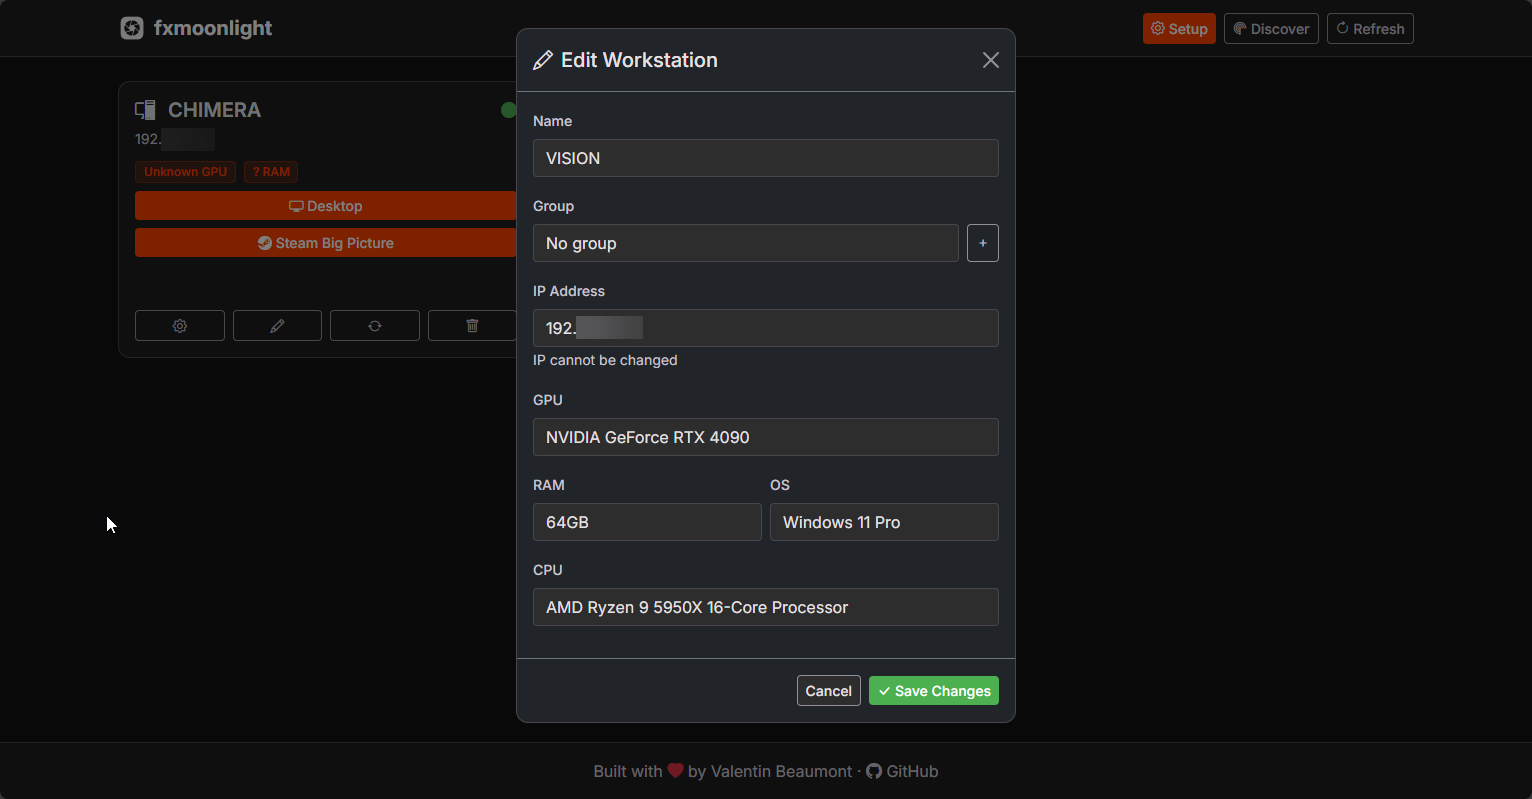 fxmoonlight
Setup
Discover
Refresh
CHIMERA
192.
Unknown GPU
? RAM
Desktop
Steam Big Picture
Edit Workstation
Name
VISION
Group
No group
+
IP Address
192.
IP cannot be changed
GPU
NVIDIA GeForce RTX 4090
RAM
OS
64GB
Windows 11 Pro
CPU
AMD Ryzen 9 5950X 16-Core Processor
Cancel
Save Changes
Built with by Valentin Beaumont · GitHub